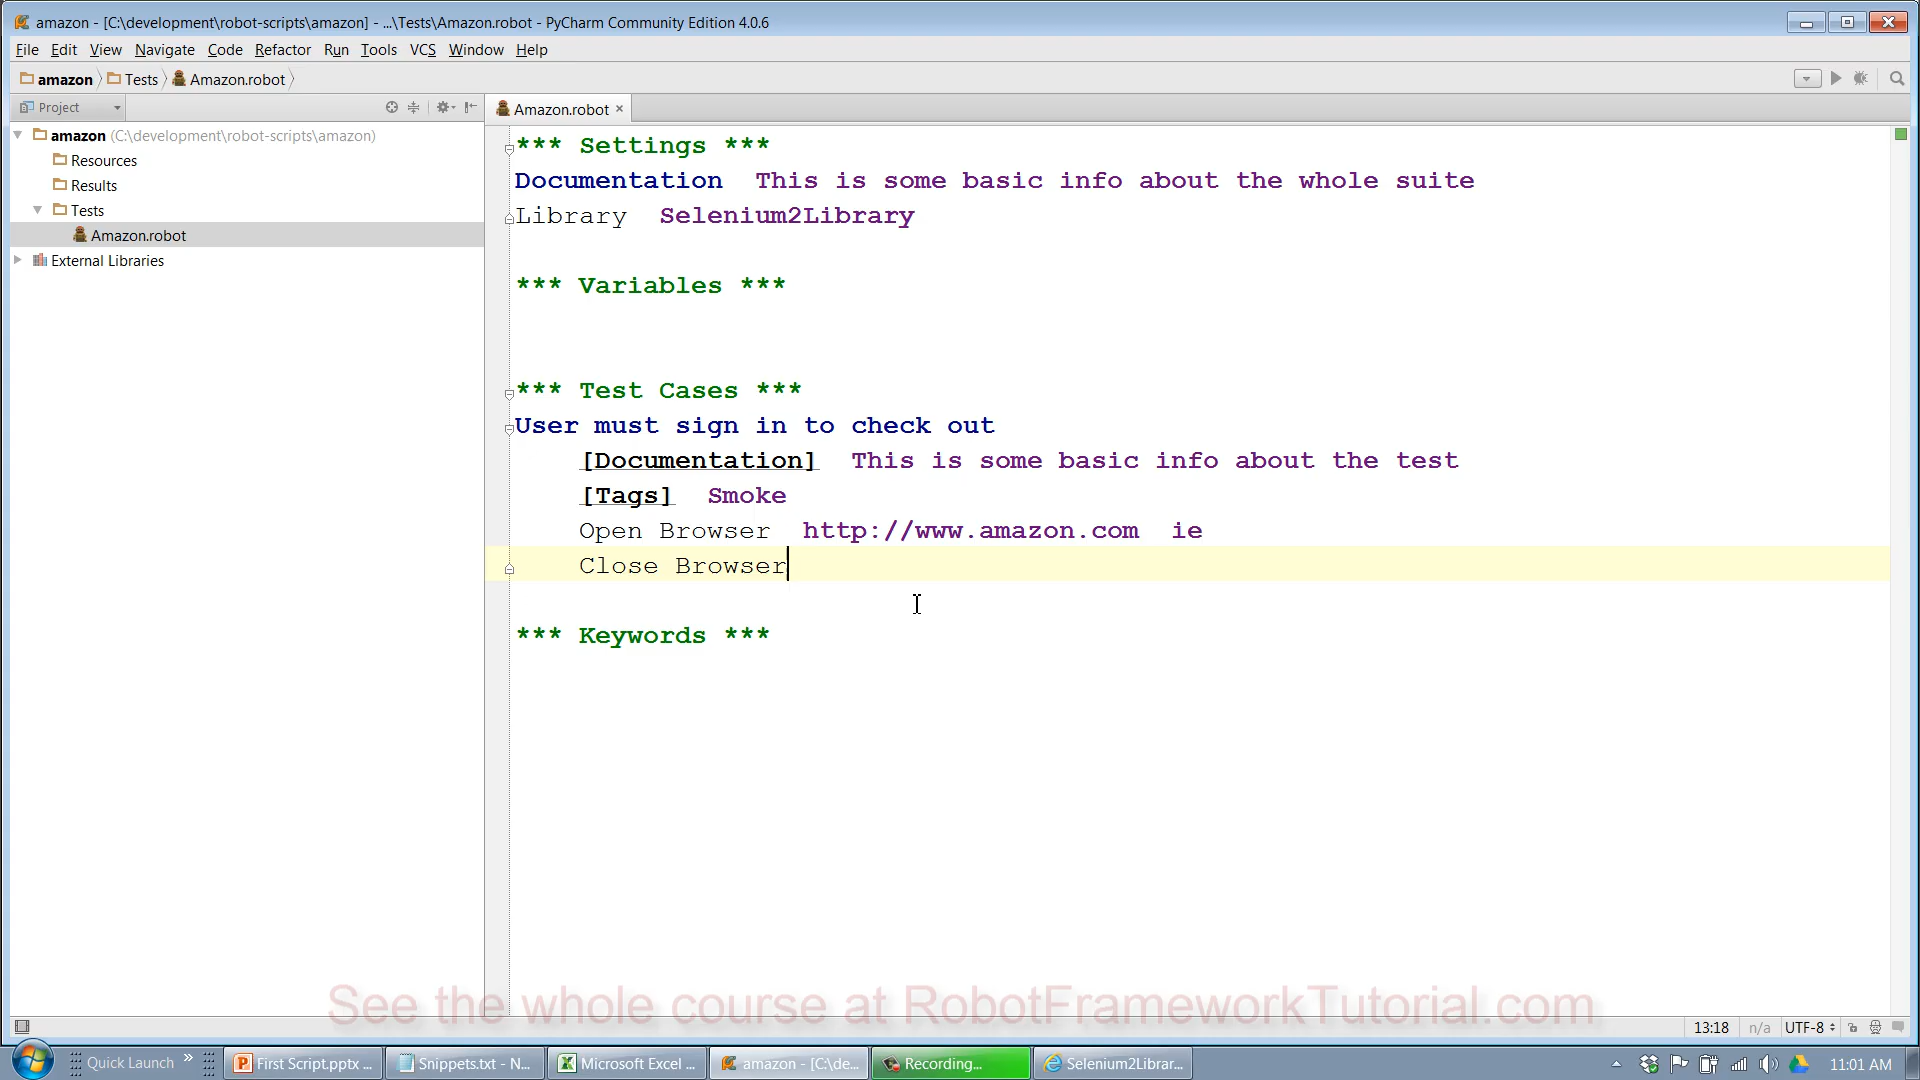 amazon - [C:\development\robot-scripts\amazon] - ...\Tests\Amazon.robot - PyCharm Community Edition 4.0.6
File Edit View Navigate Code Refactor Run Tools VCS Window Help
amazon Tests Amazon.robot
Project
Amazon.robot
amazon (C:\development\robot-scripts\amazon)
Resources
Results
Tests
Amazon.robot
External Libraries
*** Settings ***
Documentation  This is some basic info about the whole suite
Library  Selenium2Library
*** Variables ***
*** Test Cases ***
User must sign in to check out
[Documentation]  This is some basic info about the test
[Tags]  Smoke
Open Browser  http://www.amazon.com  ie
Close Browser
*** Keywords ***
See the whole course at RobotFrameworkTutorial.com
13:18 n/a UTF-8
Quick Launch » First Script.pptx ... Snippets.txt - N... Microsoft Excel ... amazon - [C:\de... Recording... Selenium2Librar... 11:01 AM